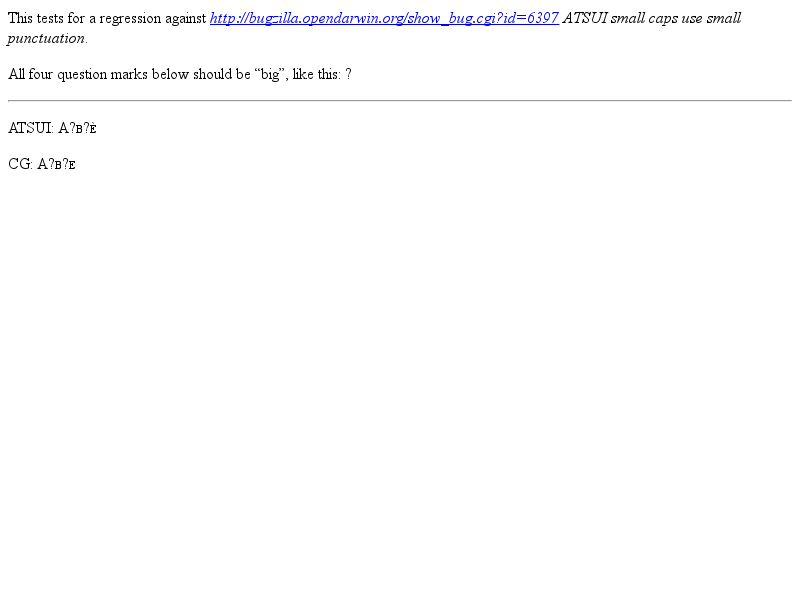 This tests for a regression against http://bugzilla.opendarwin.org/show_bug.cgi?id=6397 ATSUI small caps use small
punctuation.
All four question marks below should be “big”, like this: ?
ATSUI: A?ʙ?ᴇ̀
CG: A?ʙ?ᴇ